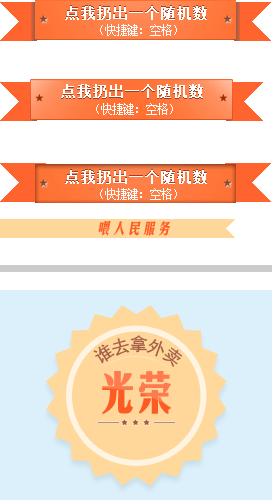 点我扔出一个随机数
（快捷键：空格）
点我扔出一个随机数
（快捷键：空格）
点我扔出一个随机数
（快捷键：空格）
喂人民服务
谁去拿外卖
光荣